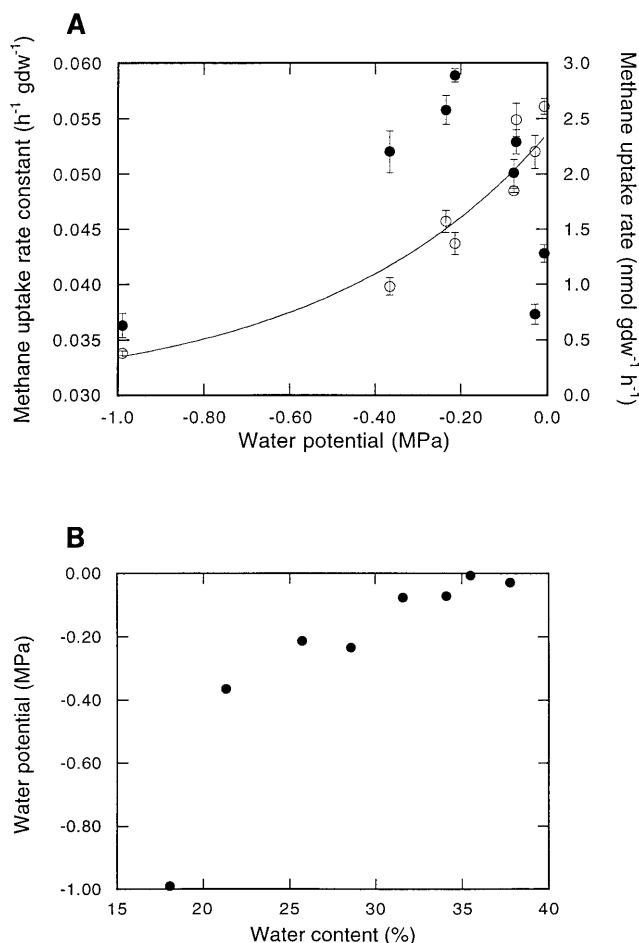 A
Methane uptake rate constant (h⁻¹ gdw⁻¹)
0.060
0.055
0.050
0.045
0.040
0.035
0.030
3.0
2.5
2.0
1.5
1.0
0.5
0.0
Methane uptake rate (nmol gdw⁻¹ h⁻¹)
-1.0 -0.80 -0.60 -0.40 -0.20 0.0
Water potential (MPa)
B
Water potential (MPa)
0.00
-0.20
-0.40
-0.60
-0.80
-1.00
15 20 25 30 35 40
Water content (%)